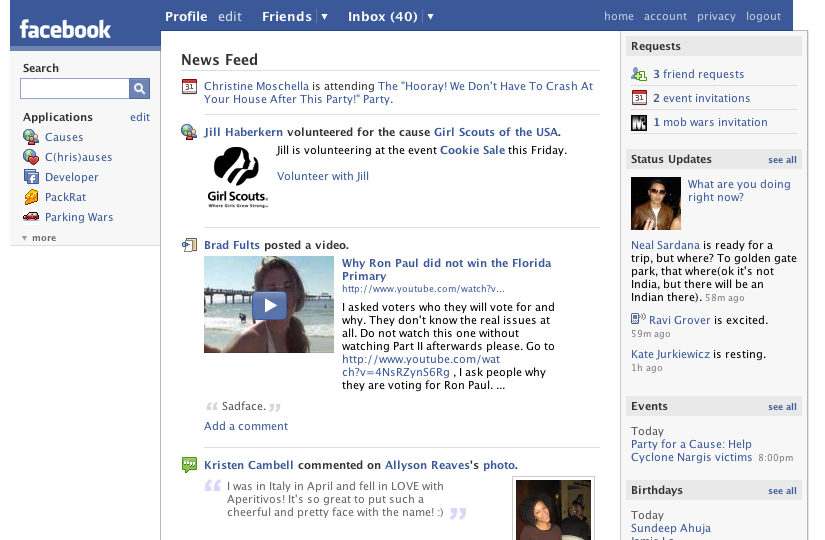 facebook
Profile edit Friends Inbox (40)
home account privacy logout
Search
Applications edit
Causes
C(hris)auses
Developer
PackRat
Parking Wars
more
News Feed
31 Christine Moschella is attending The "Hooray! We Don't Have To Crash At
Your House After This Party!" Party.
Jill Haberkern volunteered for the cause Girl Scouts of the USA.
Jill is volunteering at the event Cookie Sale this Friday.
Volunteer with Jill
Girl Scouts.
Where Girls Grow Strong
Brad Fults posted a video.
Why Ron Paul did not win the Florida
Primary
http://www.youtube.com/watch?v...
I asked voters who they will vote for and
why. They don't know the real issues at
all. Do not watch this one without
watching Part II afterwards please. Go to
http://www.youtube.com/wat
ch?v=4NsRZynS6Rg , I ask people why
they are voting for Ron Paul. ...
“ Sadface. ”
Add a comment
Kristen Cambell commented on Allyson Reaves's photo.
“ I was in Italy in April and fell in LOVE with
Aperitivos! It's so great to put such a
cheerful and pretty face with the name! :) ”
Requests
3 friend requests
31 2 event invitations
1 mob wars invitation
Status Updates see all
What are you doing
right now?
Neal Sardana is ready for a
trip, but where? To golden gate
park, that where(ok it's not
India, but there will be an
Indian there). 58m ago
Ravi Grover is excited.
59m ago
Kate Jurkiewicz is resting.
1h ago
Events see all
Today
Party for a Cause: Help
Cyclone Nargis victims 8:00pm
Birthdays see all
Today
Sundeep Ahuja